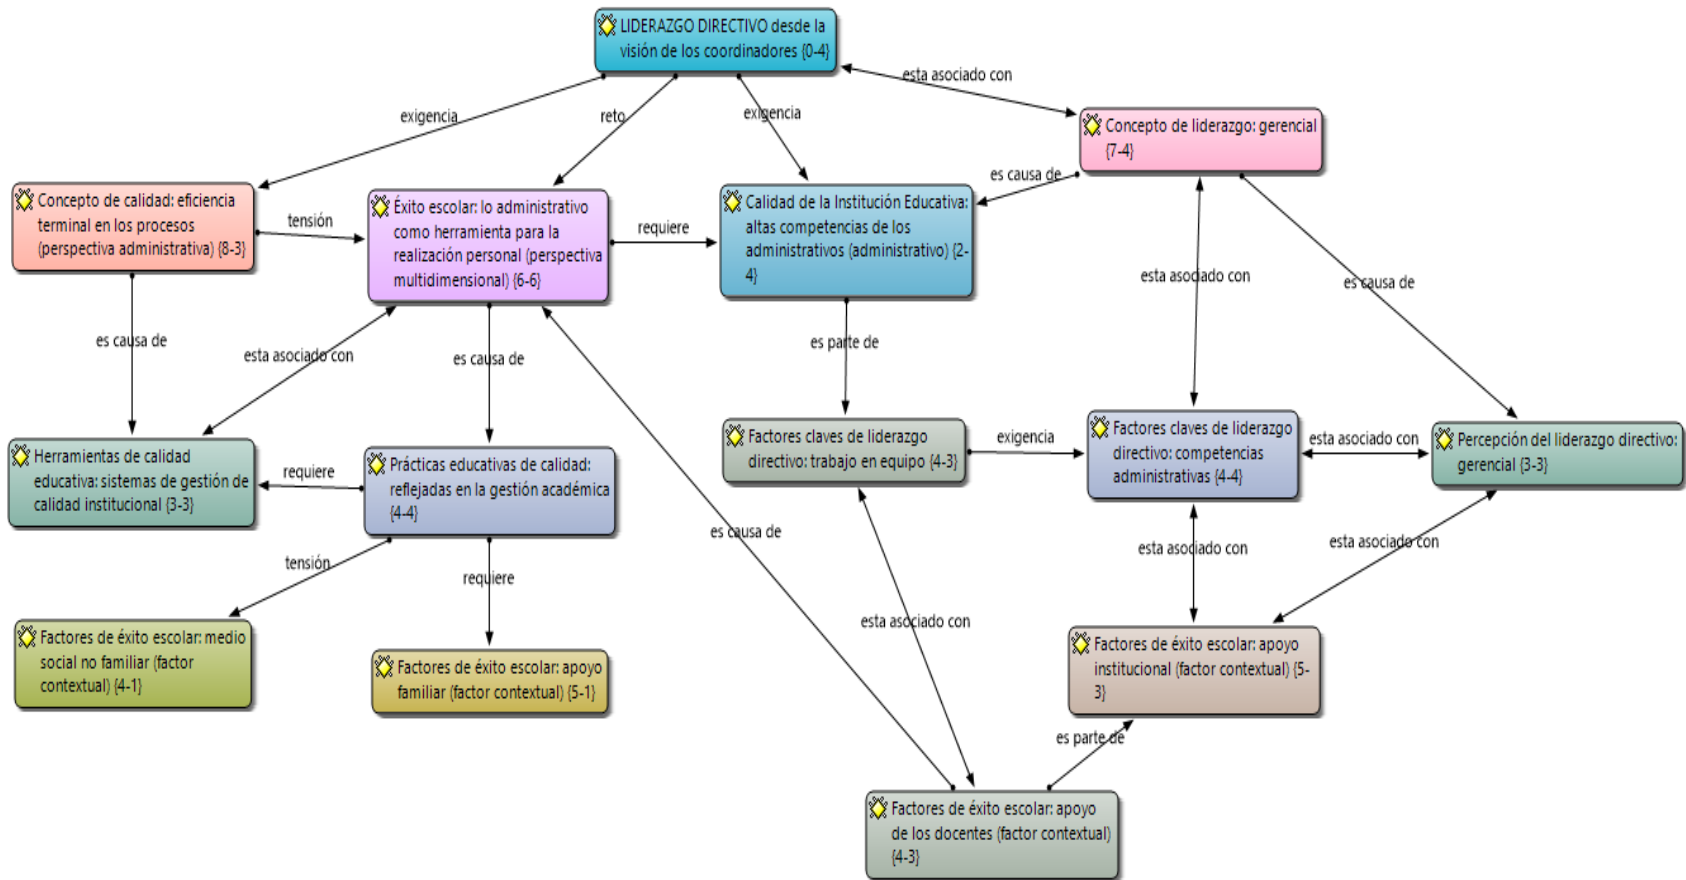 LIDERAZGO DIRECTIVO desde la
visión de los coordinadores {0-4}
esta asociado con
exigencia
reto
exigencia
Concepto de liderazgo: gerencial
{7-4}
es causa de
Concepto de calidad: eficiencia
terminal en los procesos
(perspectiva administrativa) {8-3}
tensión
Éxito escolar: lo administrativo
como herramienta para la
realización personal (perspectiva
multidimensional) {6-6}
requiere
Calidad de la Institución Educativa:
altas competencias de los
administrativos (administrativo) {2-
4}
esta asociado con
es causa de
es causa de
esta asociado con
es causa de
es parte de
Herramientas de calidad
educativa: sistemas de gestión de
calidad institucional {3-3}
requiere
Prácticas educativas de calidad:
reflejadas en la gestión académica
{4-4}
Factores claves de liderazgo
directivo: trabajo en equipo {4-3}
exigencia
Factores claves de liderazgo
directivo: competencias
administrativas {4-4}
esta asociado con
Percepción del liderazgo directivo:
gerencial {3-3}
es causa de
esta asociado con
esta asociado con
tensión
requiere
esta asociado con
Factores de éxito escolar: medio
social no familiar (factor
contextual) {4-1}
Factores de éxito escolar: apoyo
familiar (factor contextual) {5-1}
Factores de éxito escolar: apoyo
institucional (factor contextual) {5-
3}
es parte de
Factores de éxito escolar: apoyo
de los docentes (factor contextual)
{4-3}